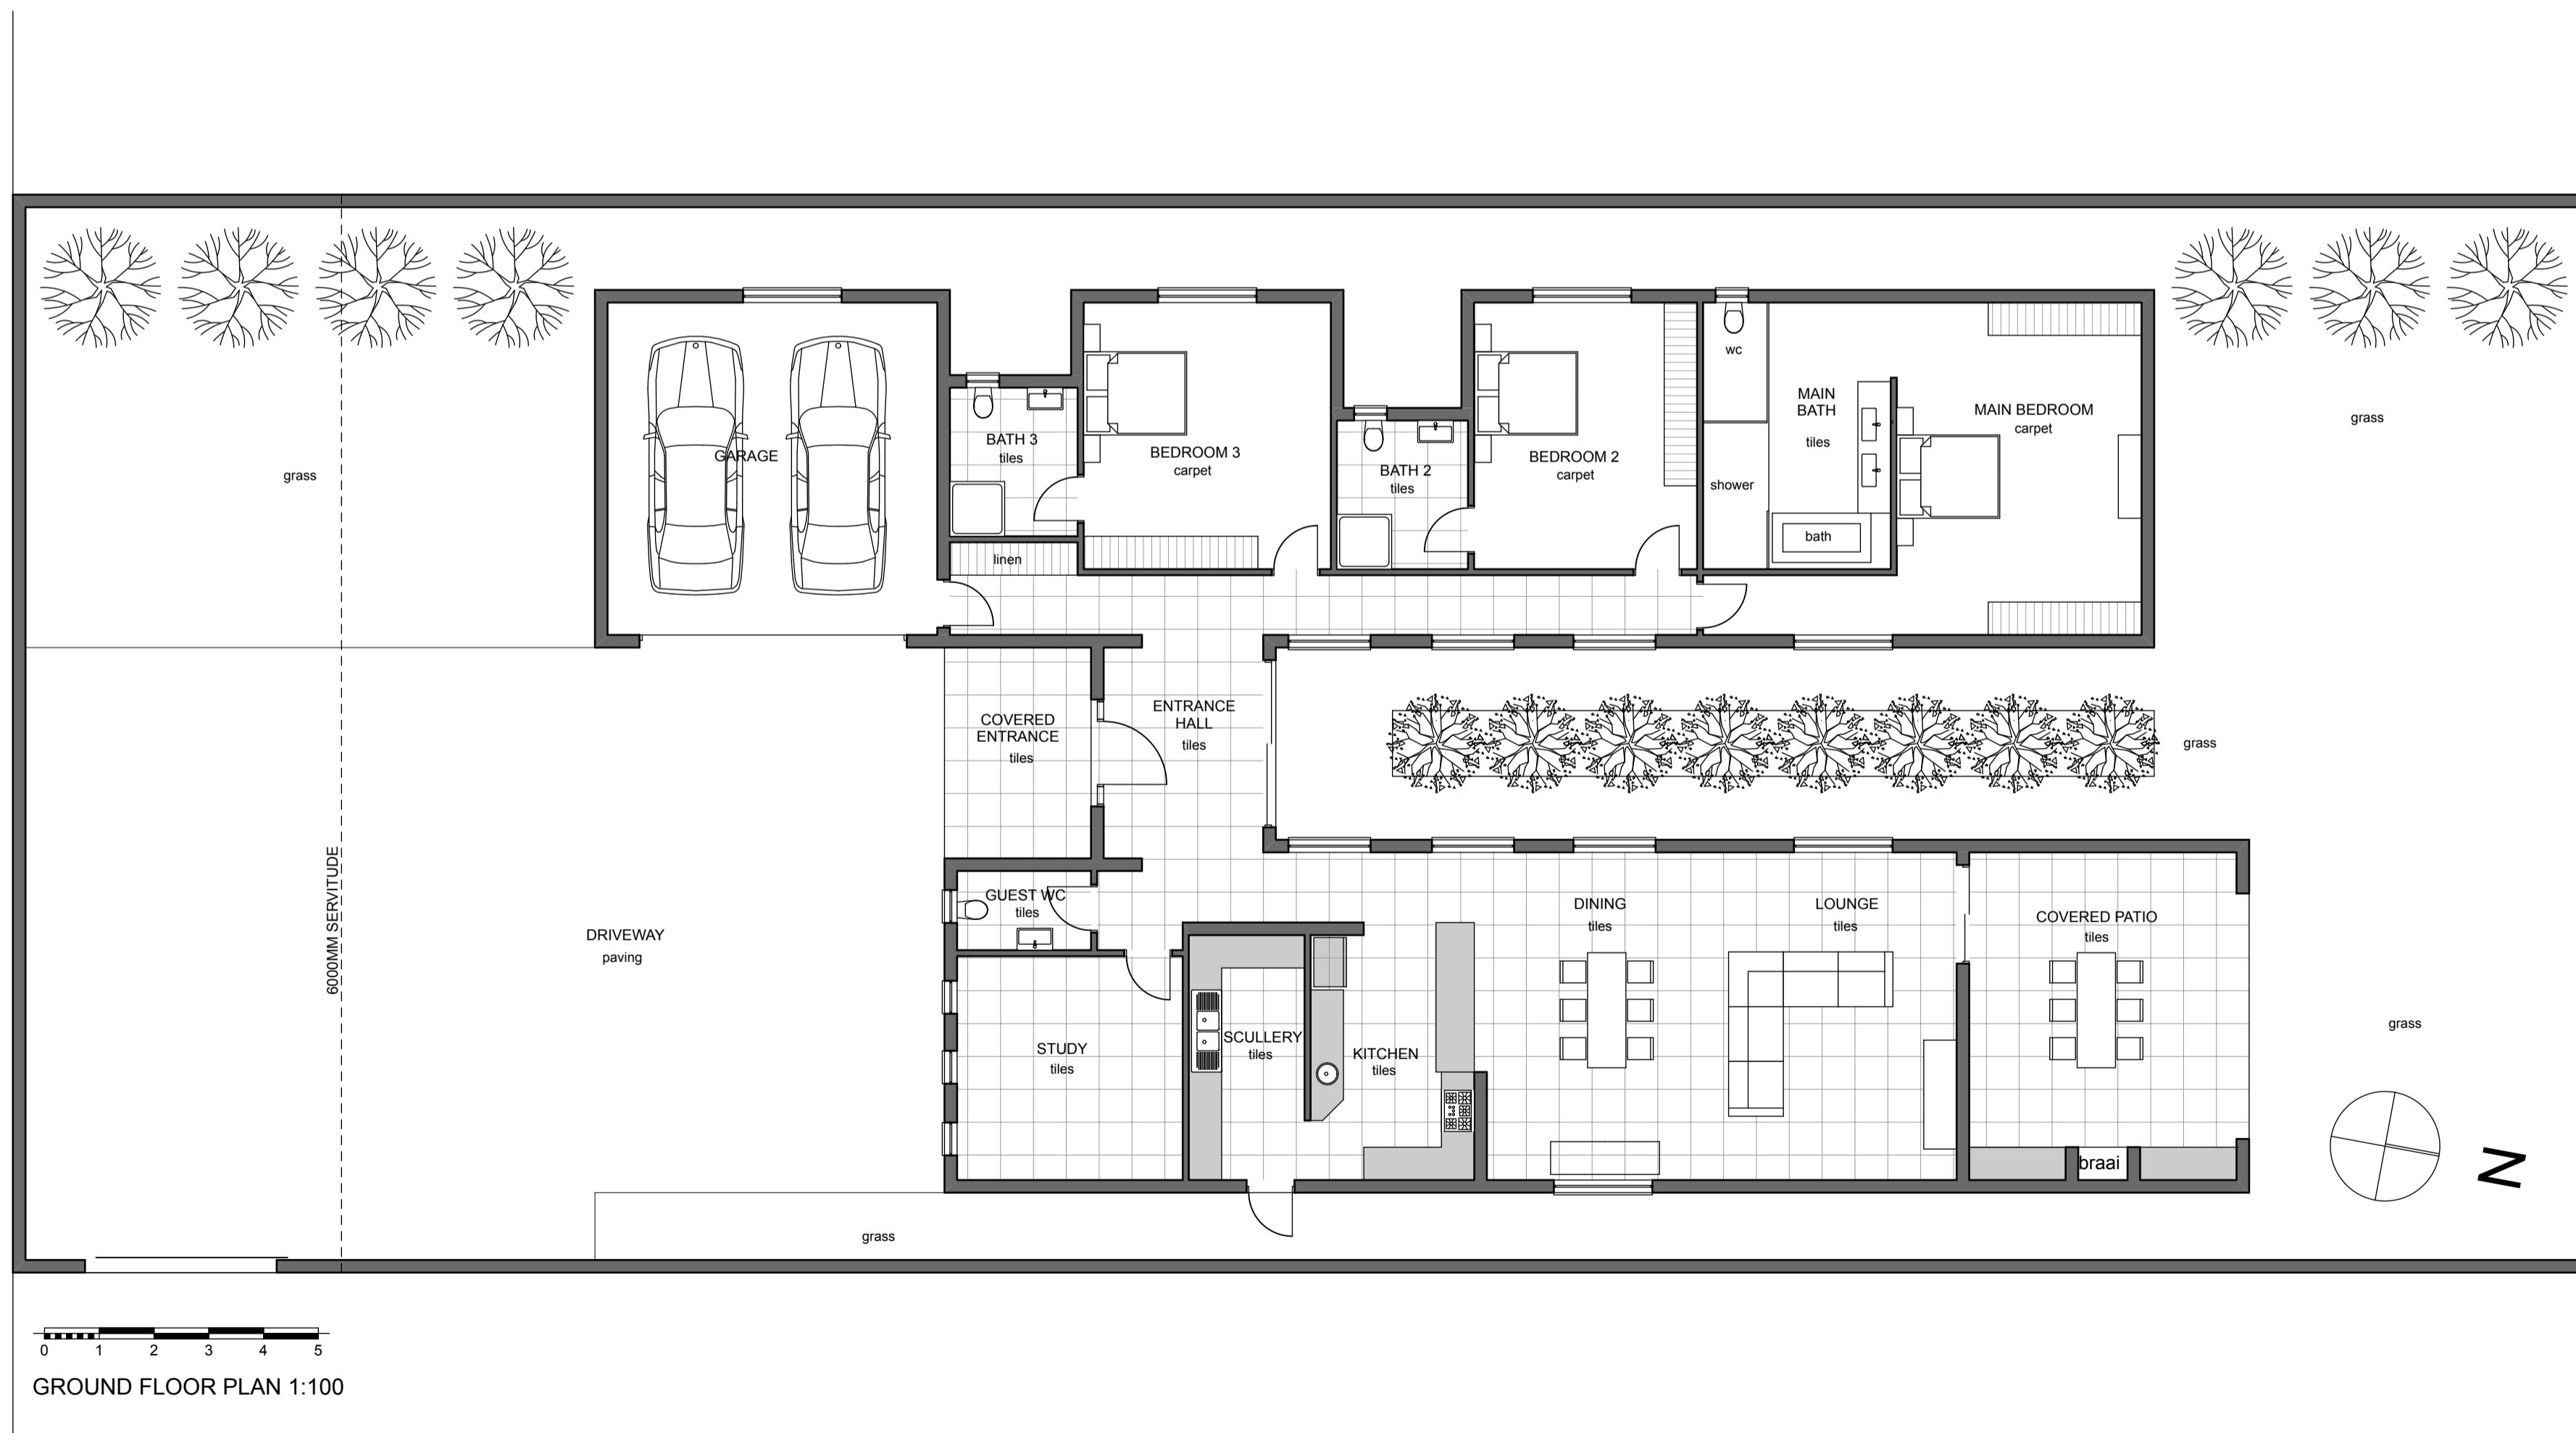 wc
MAIN
BATH
tiles
MAIN BEDROOM
carpet
grass
BATH 3
tiles
GARAGE
BEDROOM 3
carpet
BATH 2
tiles
BEDROOM 2
carpet
grass
shower
bath
linen
COVERED
ENTRANCE
tiles
ENTRANCE
HALL
tiles
grass
6000MM SERVITUDE
GUEST WC
tiles
DINING
tiles
LOUNGE
tiles
COVERED PATIO
tiles
DRIVEWAY
paving
STUDY
tiles
SCULLERY
tiles
KITCHEN
tiles
grass
braai
N
grass
0 1 2 3 4 5
GROUND FLOOR PLAN 1:100